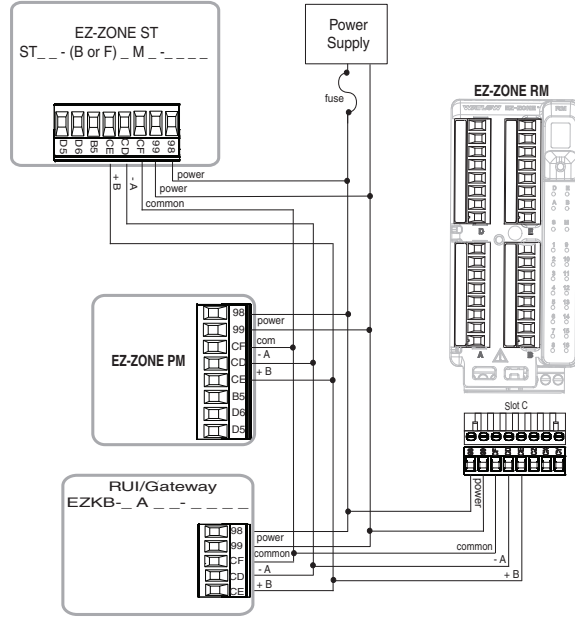 EZ-ZONE ST
ST_ _ - (B or F) _ M _ -_ _ _ _
D5
D6
B5
CE
CD
CF
99
98
+ B
- A
power
power
common
Power
Supply
fuse
EZ-ZONE RM
D
E
A
B
EZ-ZONE PM
98
99
CF
CD
CE
B5
D6
D5
power
com
- A
+ B
Slot C
power
common
- A
+ B
RUI/Gateway
EZKB-_ A _ _- _ _ _ _
98
99
CF
CD
CE
power
common
- A
+ B